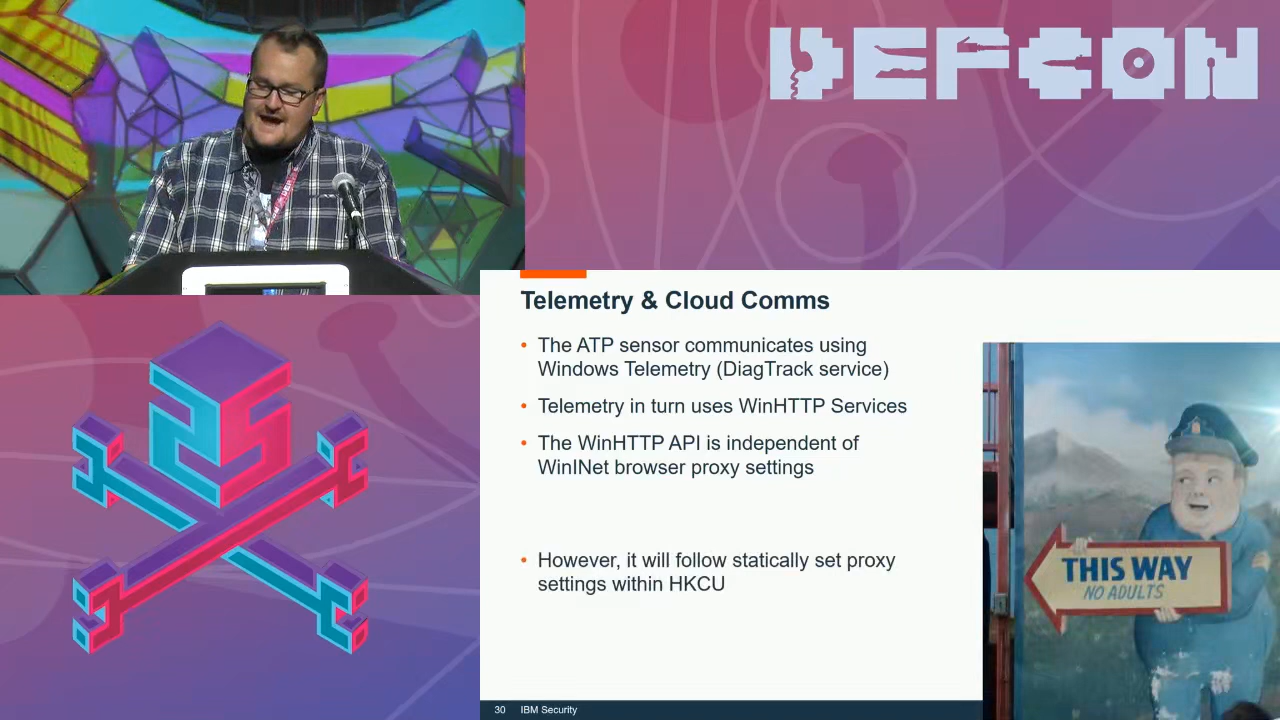 DEFCON
Telemetry & Cloud Comms
• The ATP sensor communicates using
Windows Telemetry (DiagTrack service)
• Telemetry in turn uses WinHTTP Services
• The WinHTTP API is independent of
WinINet browser proxy settings
• However, it will follow statically set proxy
settings within HKCU
THIS WAY
NO ADULTS
30 IBM Security